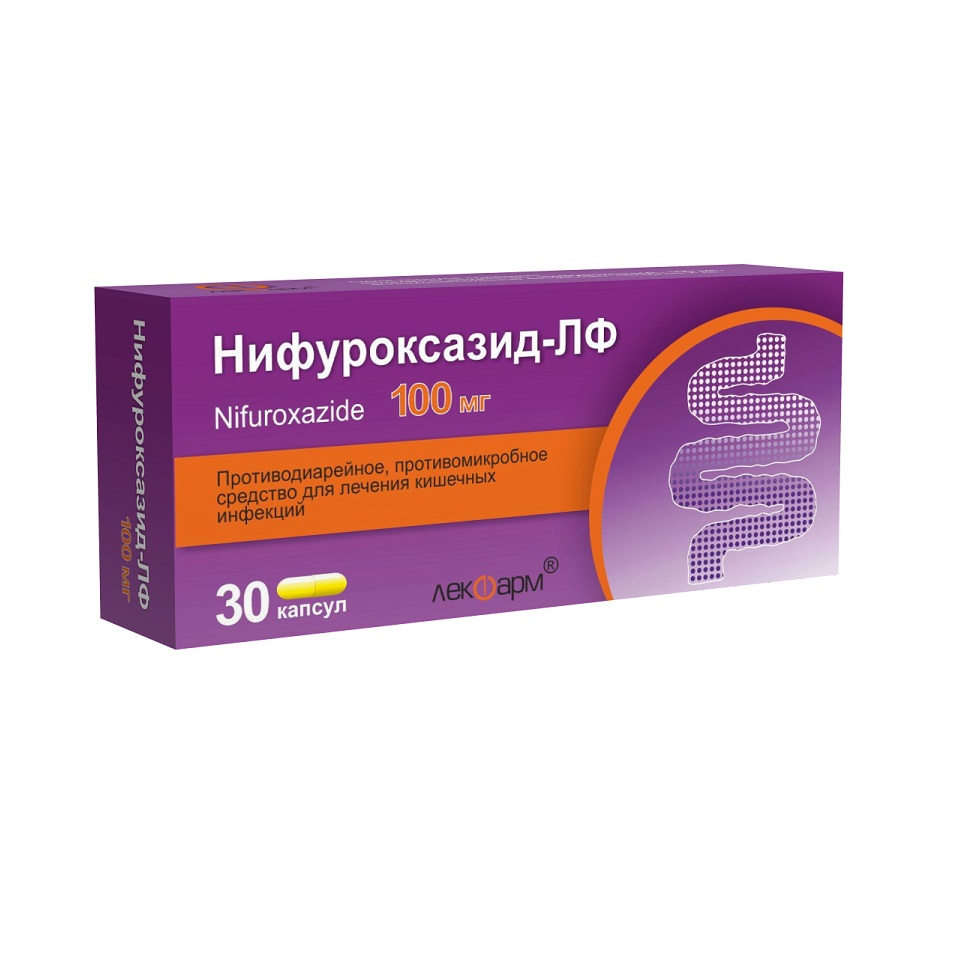 Нифуроксазид-ЛФ
Nifuroxazide 100 мг
Противодиарейное, противомикробное
средство для лечения кишечных
инфекций
30 капсул
лекФарм®
Нифуроксазид-ЛФ
100 мг